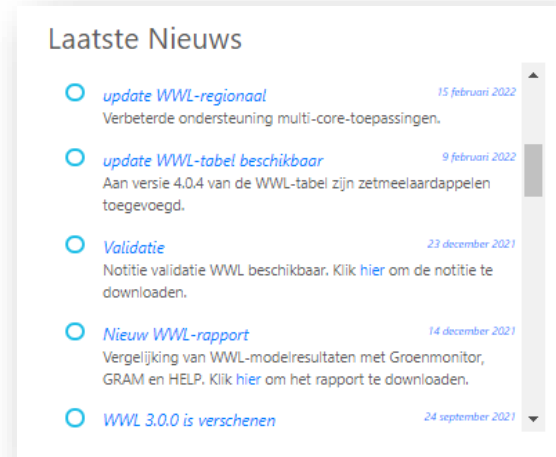 Laatste Nieuws
update WWL-regionaal 15 februari 2022
Verbeterde ondersteuning multi-core-toepassingen.
update WWL-tabel beschikbaar 9 februari 2022
Aan versie 4.0.4 van de WWL-tabel zijn zetmeelaardappelen
toegevoegd.
Validatie 23 december 2021
Notitie validatie WWL beschikbaar. Klik hier om de notitie te
downloaden.
Nieuw WWL-rapport 14 december 2021
Vergelijking van WWL-modelresultaten met Groenmonitor,
GRAM en HELP. Klik hier om het rapport te downloaden.
WWL 3.0.0 is verschenen 24 september 2021